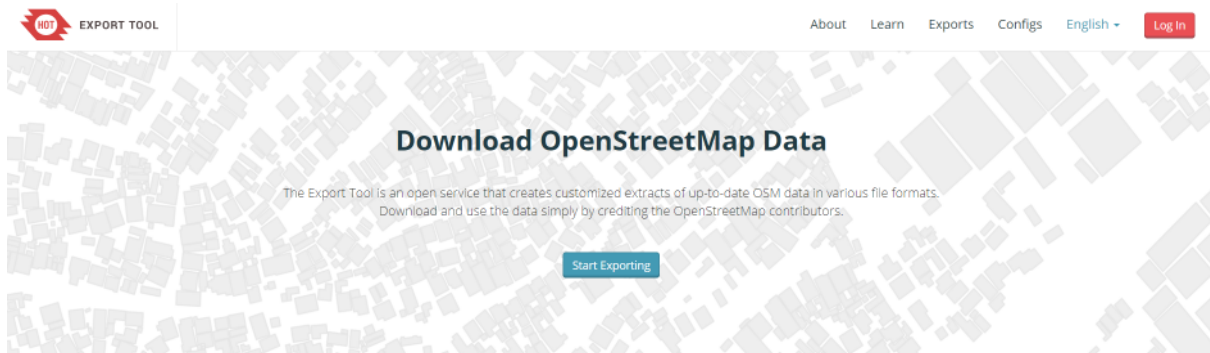 HOT EXPORT TOOL About Learn Exports Configs English Log In
Download OpenStreetMap Data
The Export Tool is an open service that creates customized extracts of up-to-date OSM data in various file formats.
Download and use the data simply by crediting the OpenStreetMap contributors.
Start Exporting